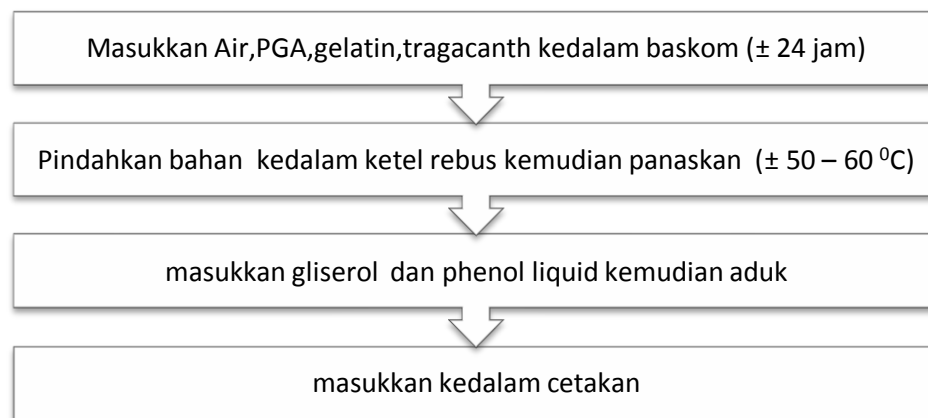 Masukkan Air,PGA,gelatin,tragacanth kedalam baskom (± 24 jam)
Pindahkan bahan  kedalam ketel rebus kemudian panaskan  (± 50 – 60 ⁰C)
masukkan gliserol  dan phenol liquid kemudian aduk
masukkan kedalam cetakan